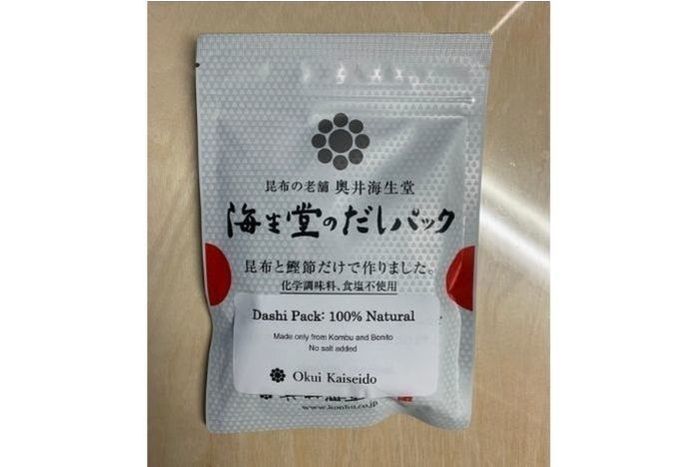 昆布の老舗 奥井海生堂
海生堂のだしパック
昆布と鰹節だけで作りました。
化学調味料、食塩不使用
Dashi Pack: 100% Natural
Made only from Kombu and Bonito
No salt added
Okui Kaiseido
www.konbu.co.jp